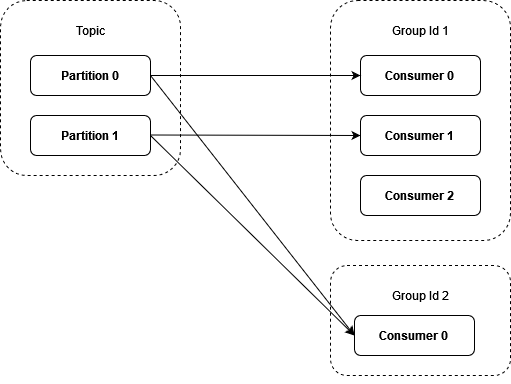 Topic
Partition 0
Partition 1
Group Id 1
Consumer 0
Consumer 1
Consumer 2
Group Id 2
Consumer 0